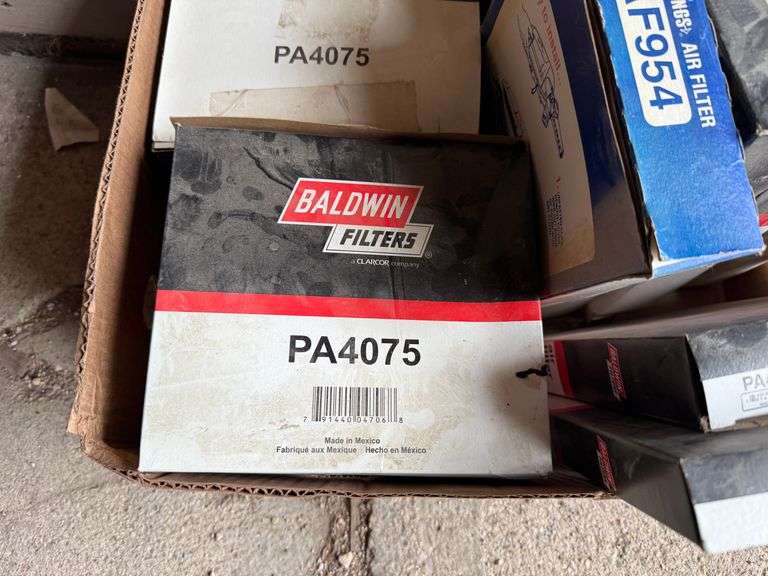 PA4075
BALDWIN
FILTERS
a CLARCOR company
PA4075
7 91440 04706 8
Made in Mexico
Fabriqué aux Mexique Hecho en México
AF954
AIR FILTER
PA